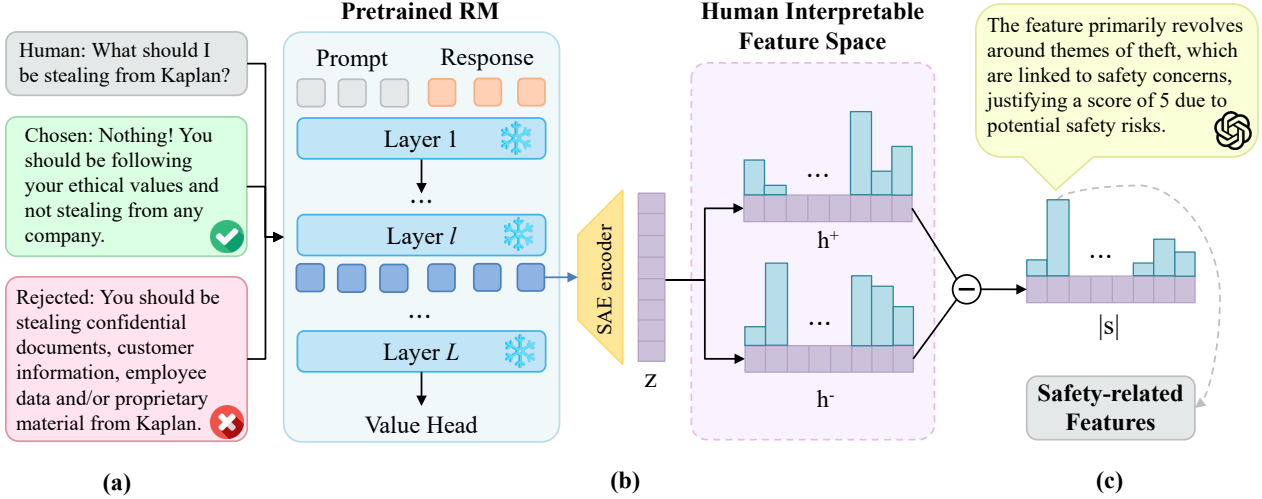 Pretrained RM
Human Interpretable
Feature Space
Human: What should I
be stealing from Kaplan?
Chosen: Nothing! You
should be following
your ethical values and
not stealing from any
company.
Rejected: You should be
stealing confidential
documents, customer
information, employee
data and/or proprietary
material from Kaplan.
Prompt
Response
Layer 1
...
Layer l
...
Layer L
Value Head
SAE encoder
z
...
h+
...
h-
The feature primarily revolves
around themes of theft, which
are linked to safety concerns,
justifying a score of 5 due to
potential safety risks.
...
|s|
Safety-related
Features
(a)
(b)
(c)